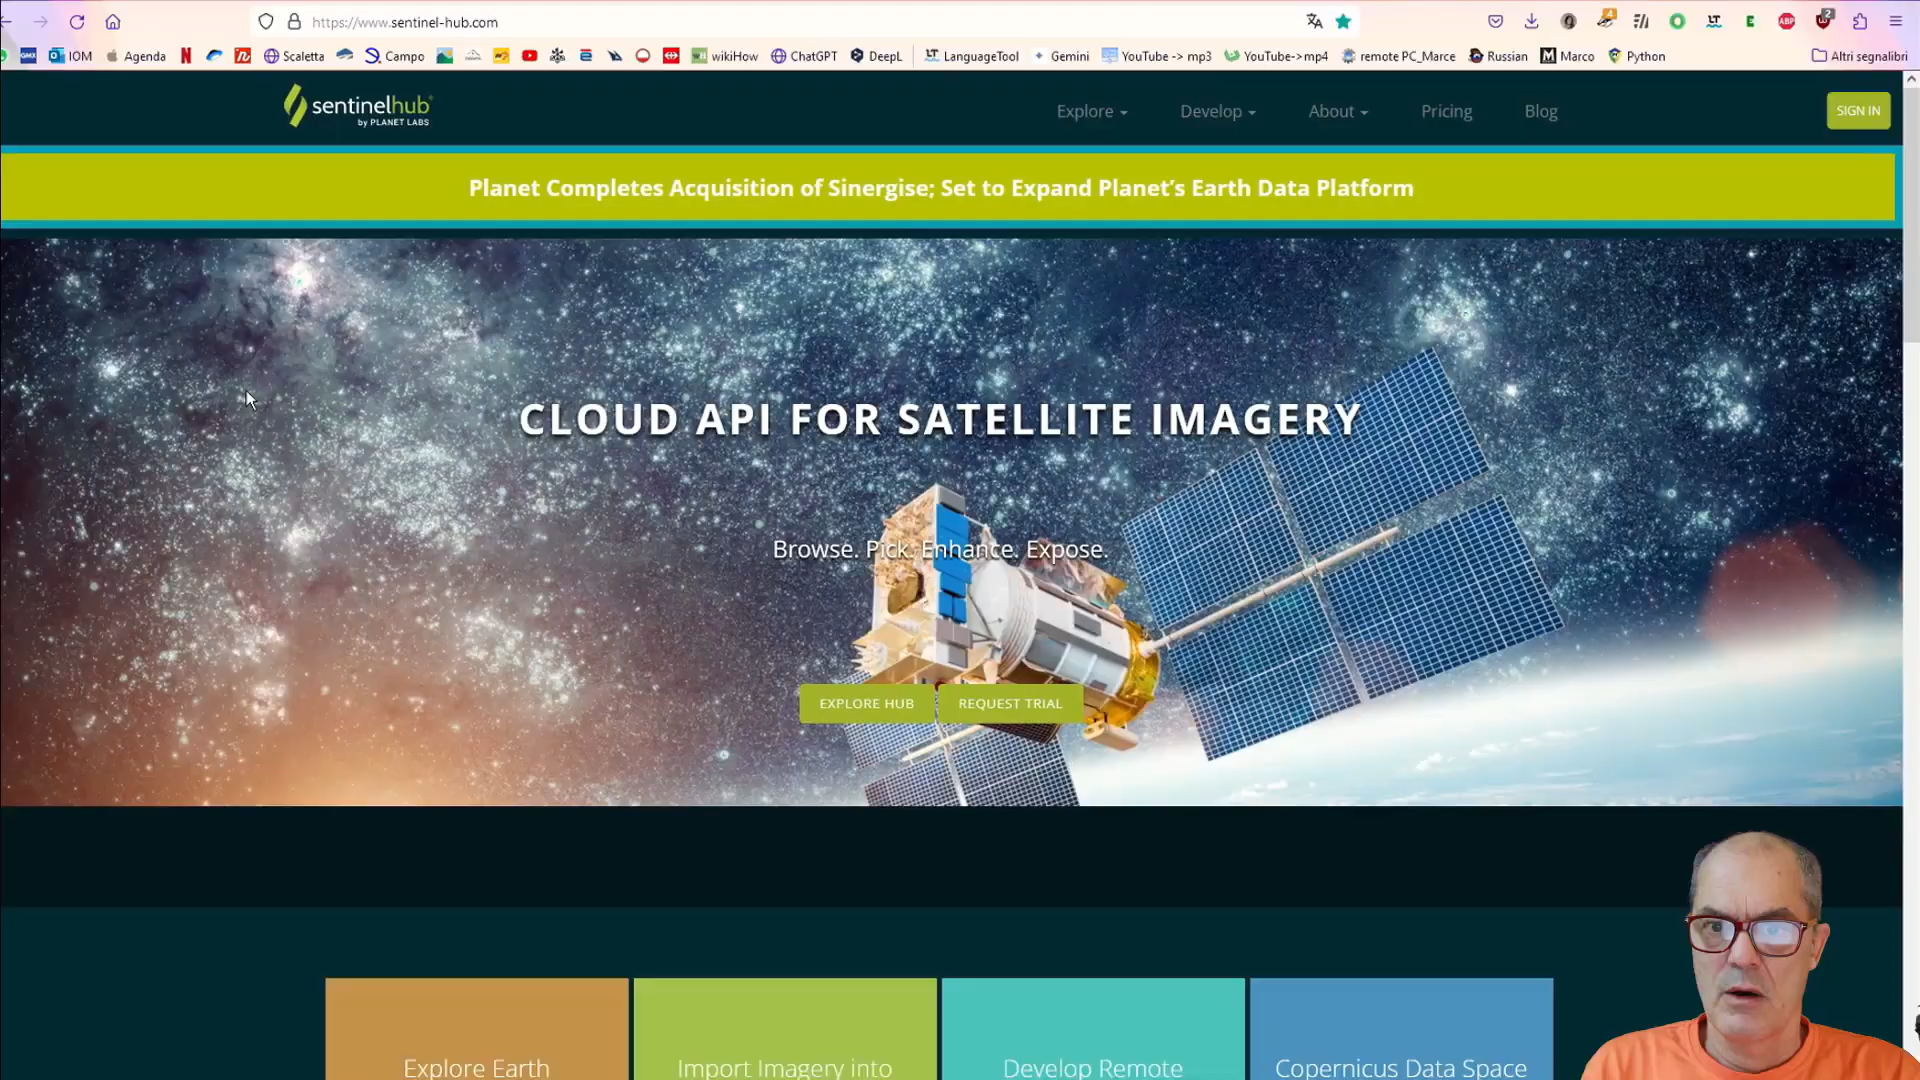 https://www.sentinel-hub.com
IOM Agenda Scaletta Campo wikiHow ChatGPT DeepL LanguageTool Gemini YouTube -> mp3 YouTube->mp4 remote PC_Marce Russian Marco Python Altri segnalibri
sentinelhub
by PLANET LABS
Explore Develop About Pricing Blog SIGN IN
Planet Completes Acquisition of Sinergise; Set to Expand Planet's Earth Data Platform
CLOUD API FOR SATELLITE IMAGERY
Browse. Pick. Enhance. Expose.
EXPLORE HUB REQUEST TRIAL
Explore Earth Import Imagery into Develop Remote Copernicus Data Space